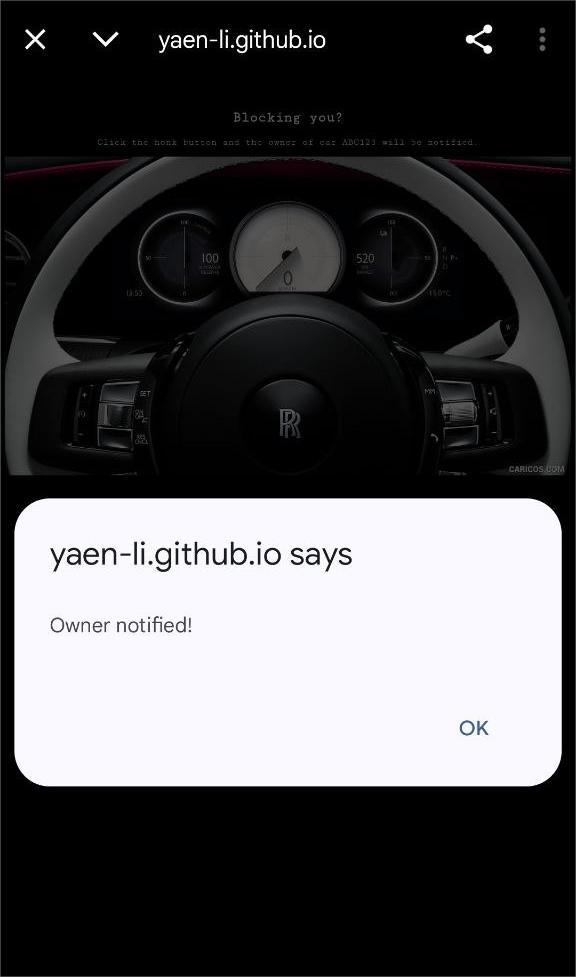 yaen-li.github.io
Blocking you?
Click the honk button and the owner of car ABC123 will be notified.
100
520
0
13:50
15.0°C
SET
RR
CARICOS.COM
yaen-li.github.io says
Owner notified!
OK